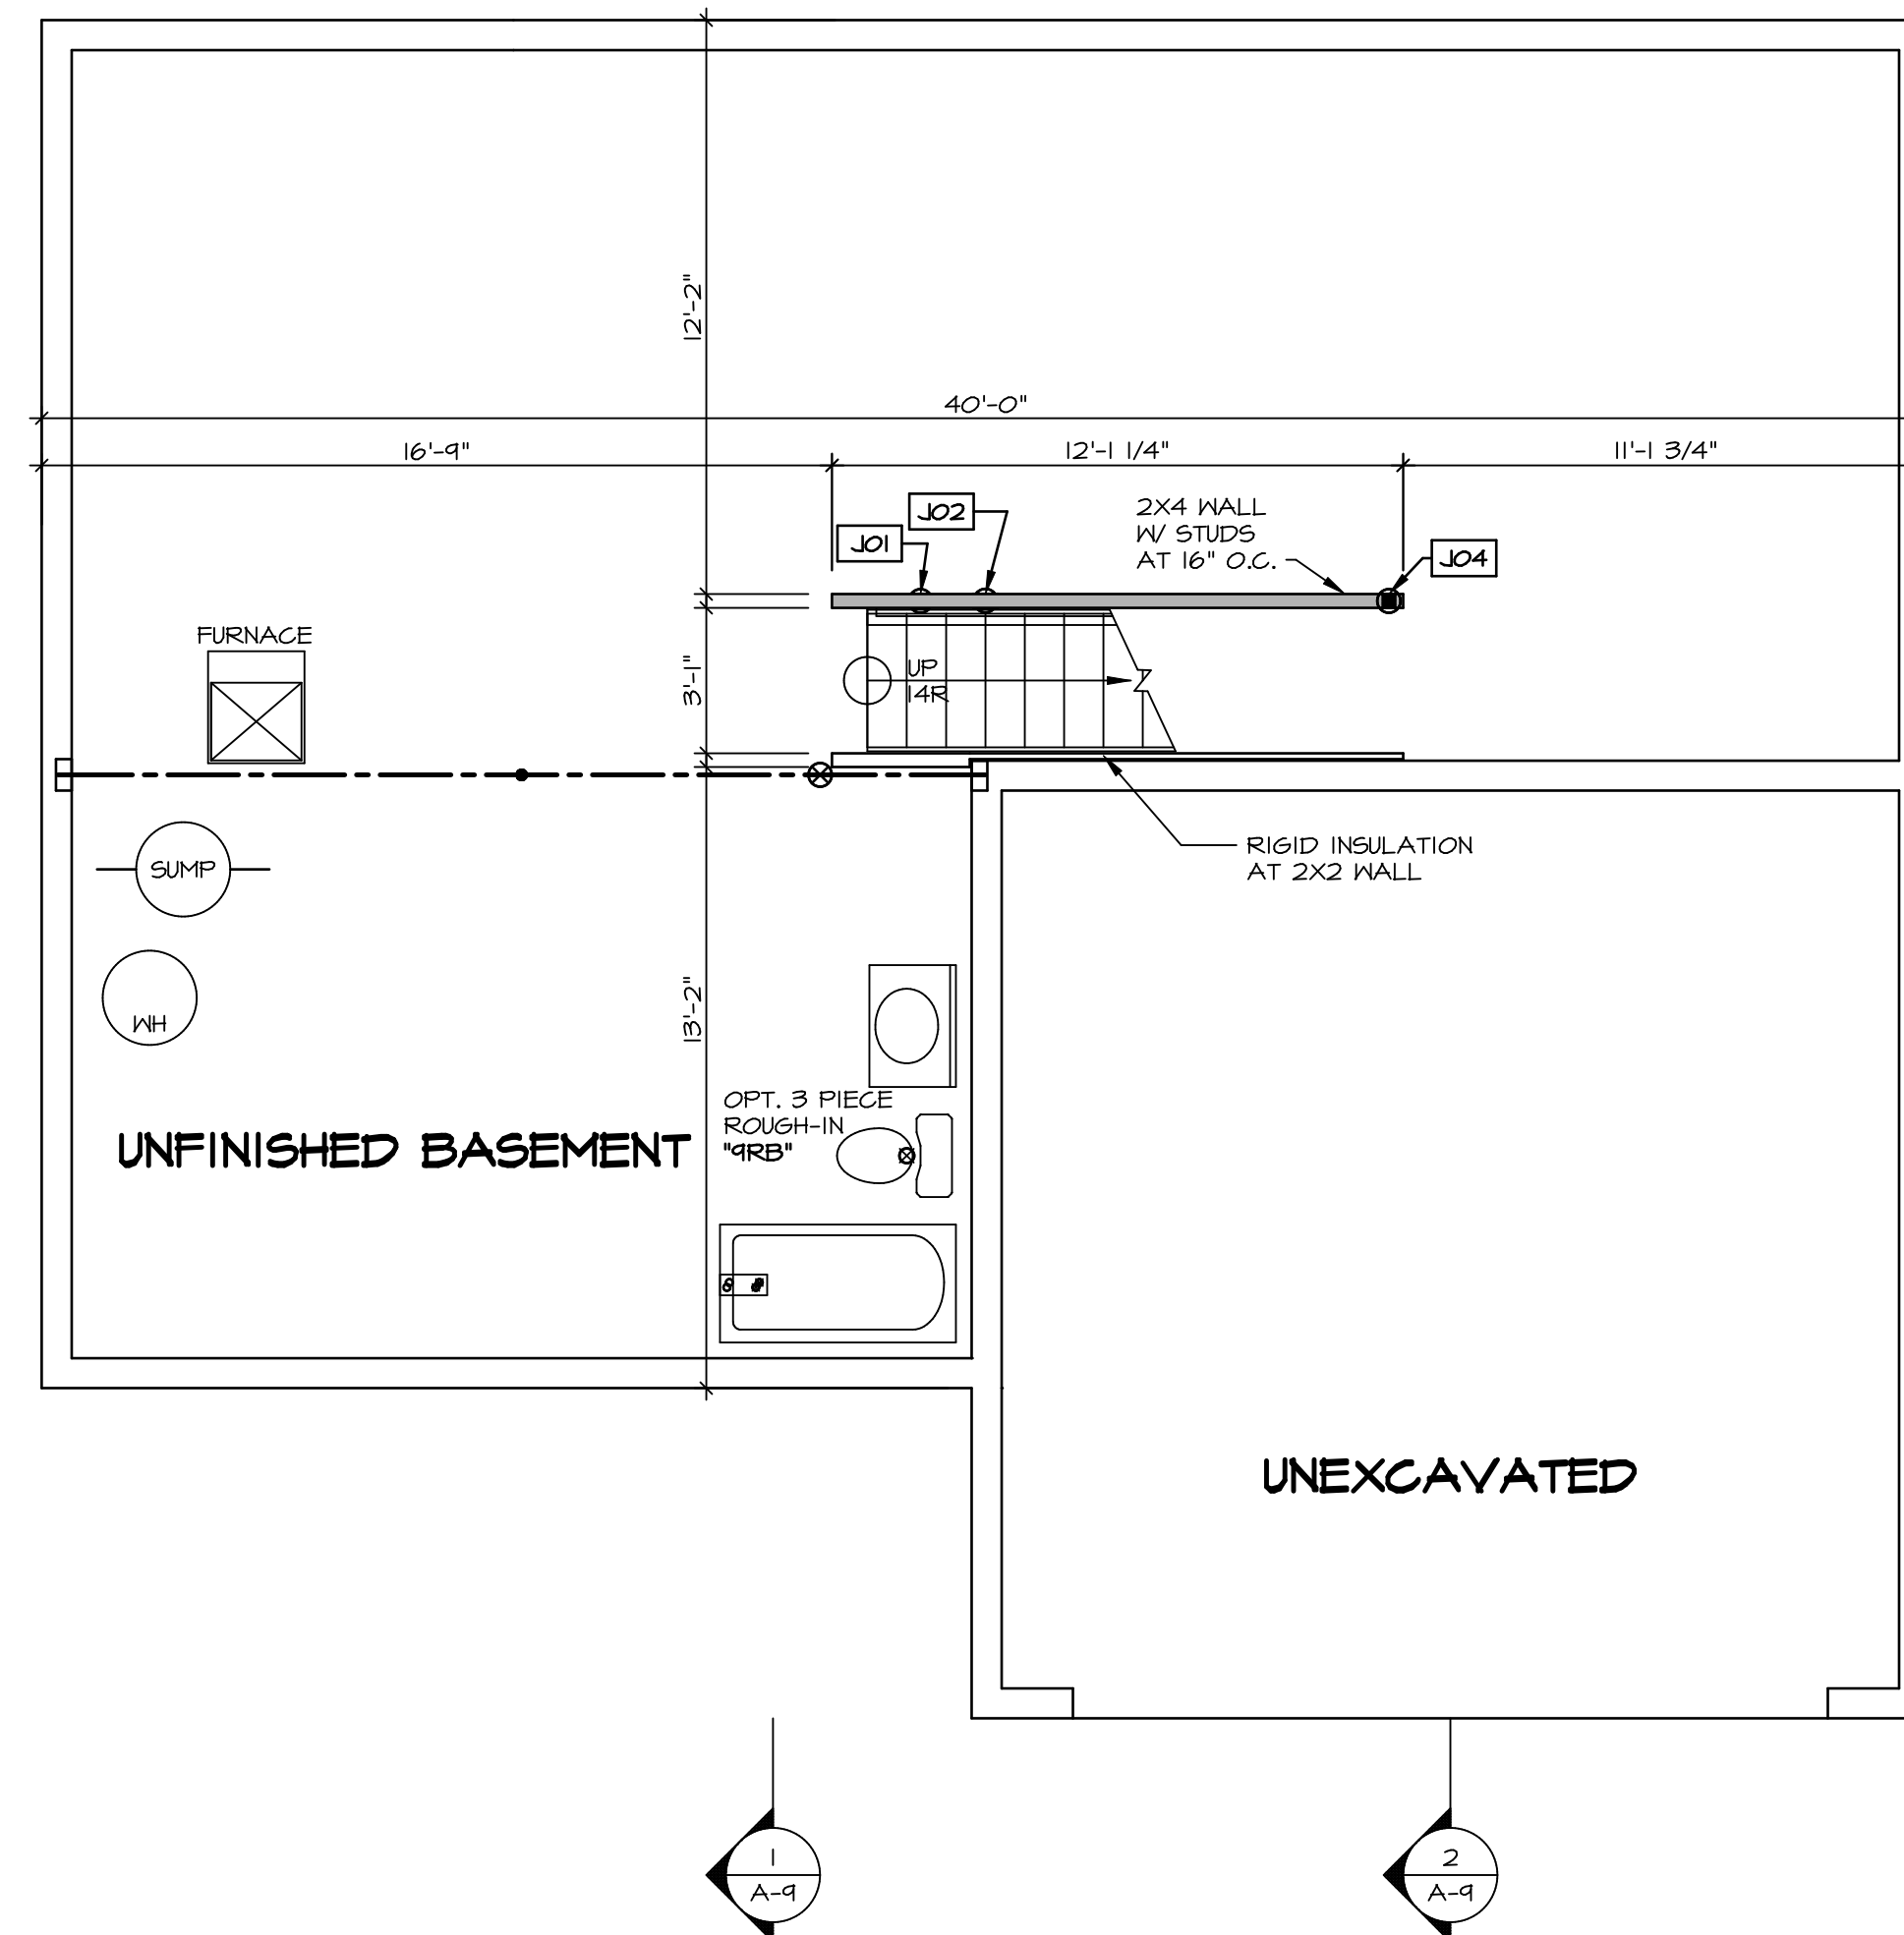 12'-2"
40'-0"
16'-9"
12'-1 1/4"
11'-1 3/4"
J02
J01
2X4 WALL
W/ STUDS
AT 16" O.C.
J04
FURNACE
3'-1"
UP
14R
SUMP
RIGID INSULATION
AT 2X2 WALL
WH
13'-2"
OPT. 3 PIECE
ROUGH-IN
"9RB"
UNFINISHED BASEMENT
UNEXCAVATED
1
A-9
2
A-9